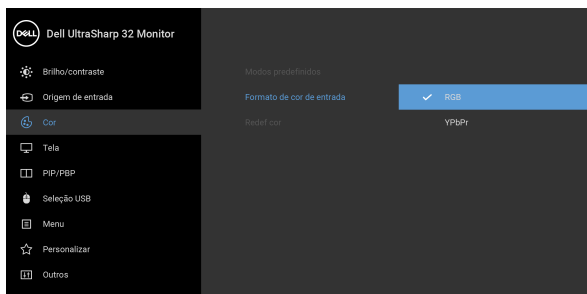 DELL Dell UltraSharp 32 Monitor
Brilho/contraste
Origem de entrada
Cor
Tela
PIP/PBP
Seleção USB
Menu
Personalizar
Outros
Modos predefinidos
Formato de cor de entrada
Redef cor
RGB
YPbPr